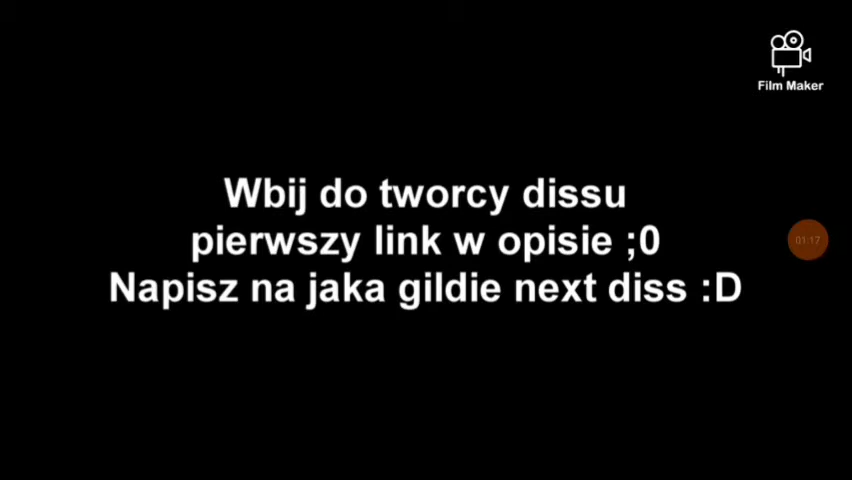 Film Maker
Wbij do tworcy dissu
pierwszy link w opisie ;0
01:17
Napisz na jaka gildie next diss :D